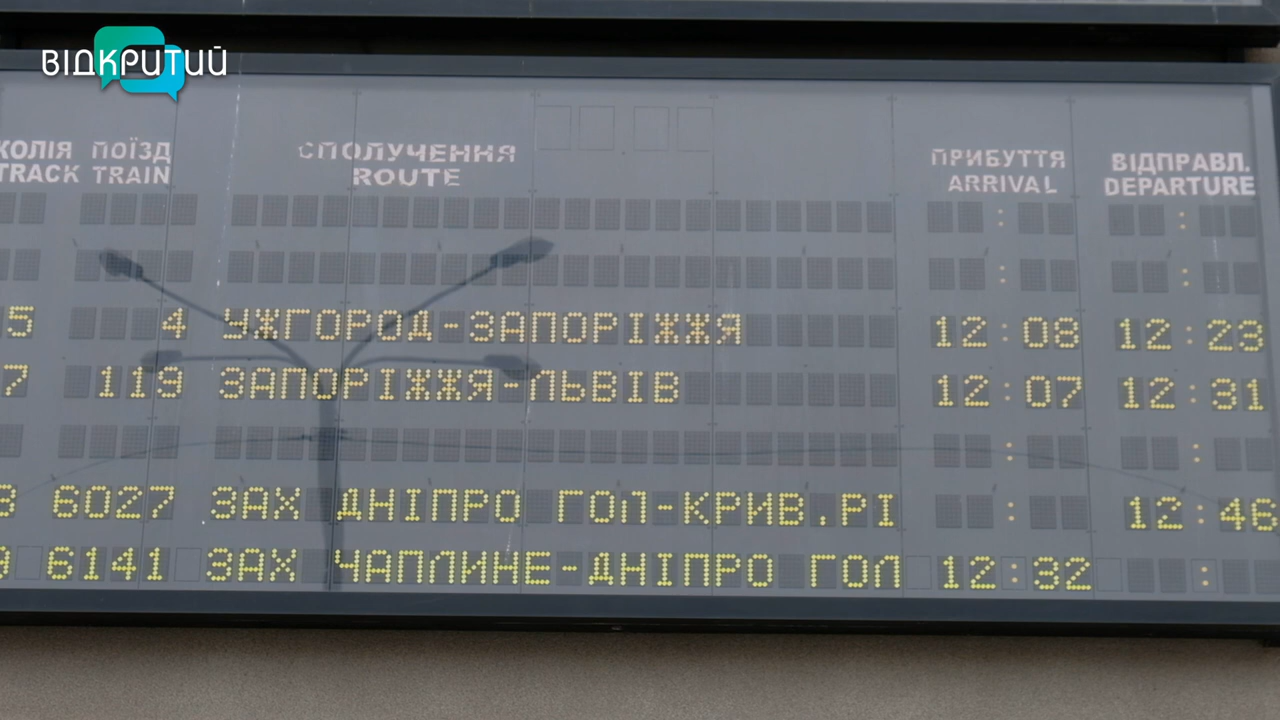 ВІДКРИТИЙ
КОЛІЯ ПОЇЗД СПОЛУЧЕННЯ ПРИБУТТЯ ВІДПРАВЛ.
TRACK TRAIN ROUTE ARRIVAL DEPARTURE
5 4 УЖГОРОД-ЗАПОРІЖЖЯ 12:08 12:23
7 119 ЗАПОРІЖЖЯ-ЛЬВІВ 12:07 12:31
6027 ЗАХ ДНІПРО ГОЛ-КРИВ.РІ 12:46
6141 ЗАХ ЧАПЛИНЕ-ДНІПРО ГОЛ 12:32